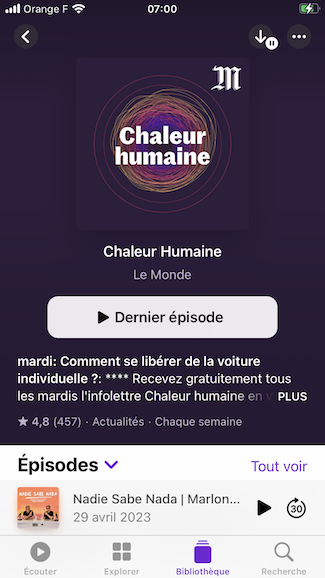 Orange F 07:00
M
Chaleur
humaine
Chaleur Humaine
Le Monde
Dernier épisode
mardi: Comment se libérer de la voiture
individuelle ?: **** Recevez gratuitement tous
les mardis l'infolettre Chaleur humaine en v PLUS
★ 4,8 (457) · Actualités · Chaque semaine
Épisodes
Tout voir
NADIE SABE NADA
Nadie Sabe Nada | Marlon...
29 avril 2023
30
Écouter
Explorer
Bibliothèque
Recherche